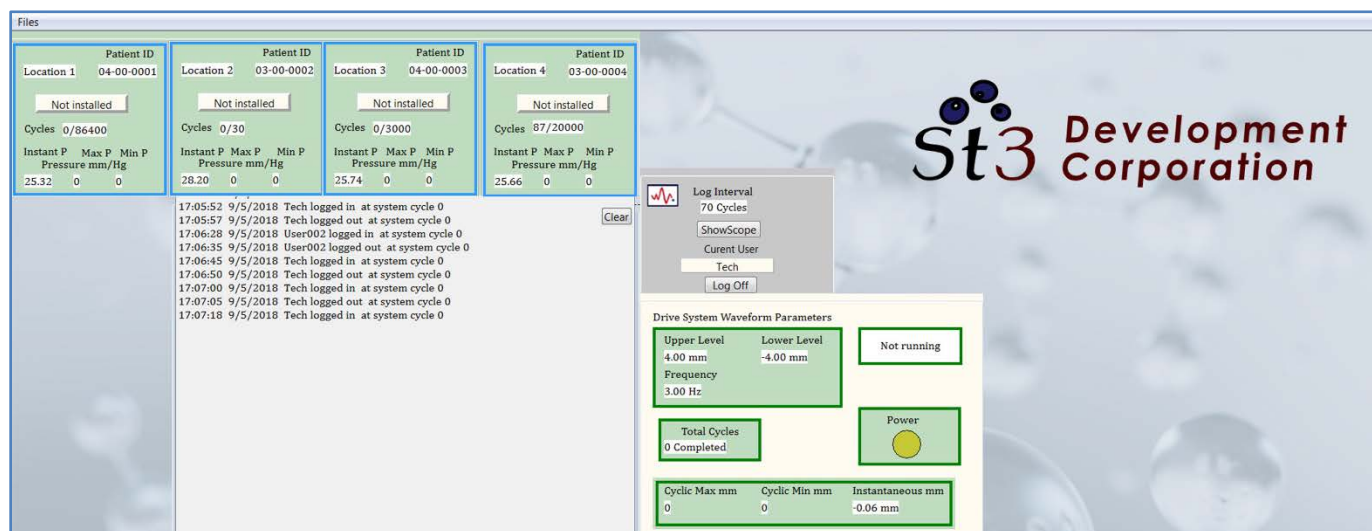 Files
Patient ID
Location 1 04-00-0001
Not installed
Cycles 0/86400
Instant P Max P Min P
Pressure mm/Hg
25.32 0 0
Patient ID
Location 2 03-00-0002
Not installed
Cycles 0/30
Instant P Max P Min P
Pressure mm/Hg
28.20 0 0
Patient ID
Location 3 04-00-0003
Not installed
Cycles 0/3000
Instant P Max P Min P
Pressure mm/Hg
25.74 0 0
Patient ID
Location 4 03-00-0004
Not installed
Cycles 87/20000
Instant P Max P Min P
Pressure mm/Hg
25.66 0 0
17:05:52 9/5/2018 Tech logged in at system cycle 0
17:05:57 9/5/2018 Tech logged out at system cycle 0
17:06:28 9/5/2018 User002 logged in at system cycle 0
17:06:35 9/5/2018 User002 logged out at system cycle 0
17:06:45 9/5/2018 Tech logged in at system cycle 0
17:06:50 9/5/2018 Tech logged out at system cycle 0
17:07:00 9/5/2018 Tech logged in at system cycle 0
17:07:05 9/5/2018 Tech logged out at system cycle 0
17:07:18 9/5/2018 Tech logged in at system cycle 0
Clear
Log Interval
70 Cycles
ShowScope
Curent User
Tech
Log Off
St3 Development
Corporation
Drive System Waveform Parameters
Upper Level Lower Level
4.00 mm -4.00 mm
Frequency
3.00 Hz
Not running
Total Cycles
0 Completed
Power
Cyclic Max mm Cyclic Min mm Instantaneous mm
0 0 -0.06 mm